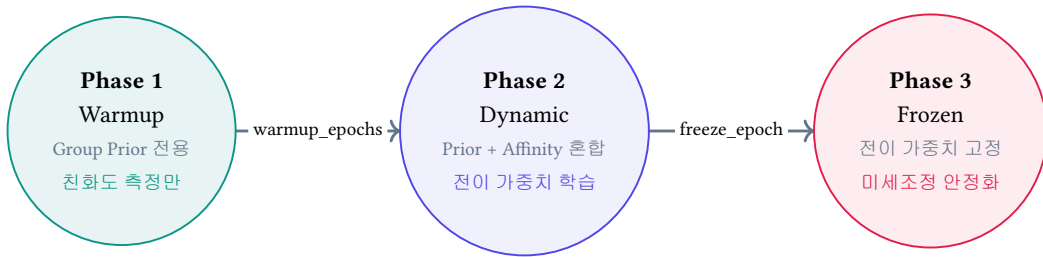 Phase 1
Warmup
Group Prior 전용
친화도 측정만
warmup_epochs
Phase 2
Dynamic
Prior + Affinity 혼합
전이 가중치 학습
freeze_epoch
Phase 3
Frozen
전이 가중치 고정
미세조정 안정화